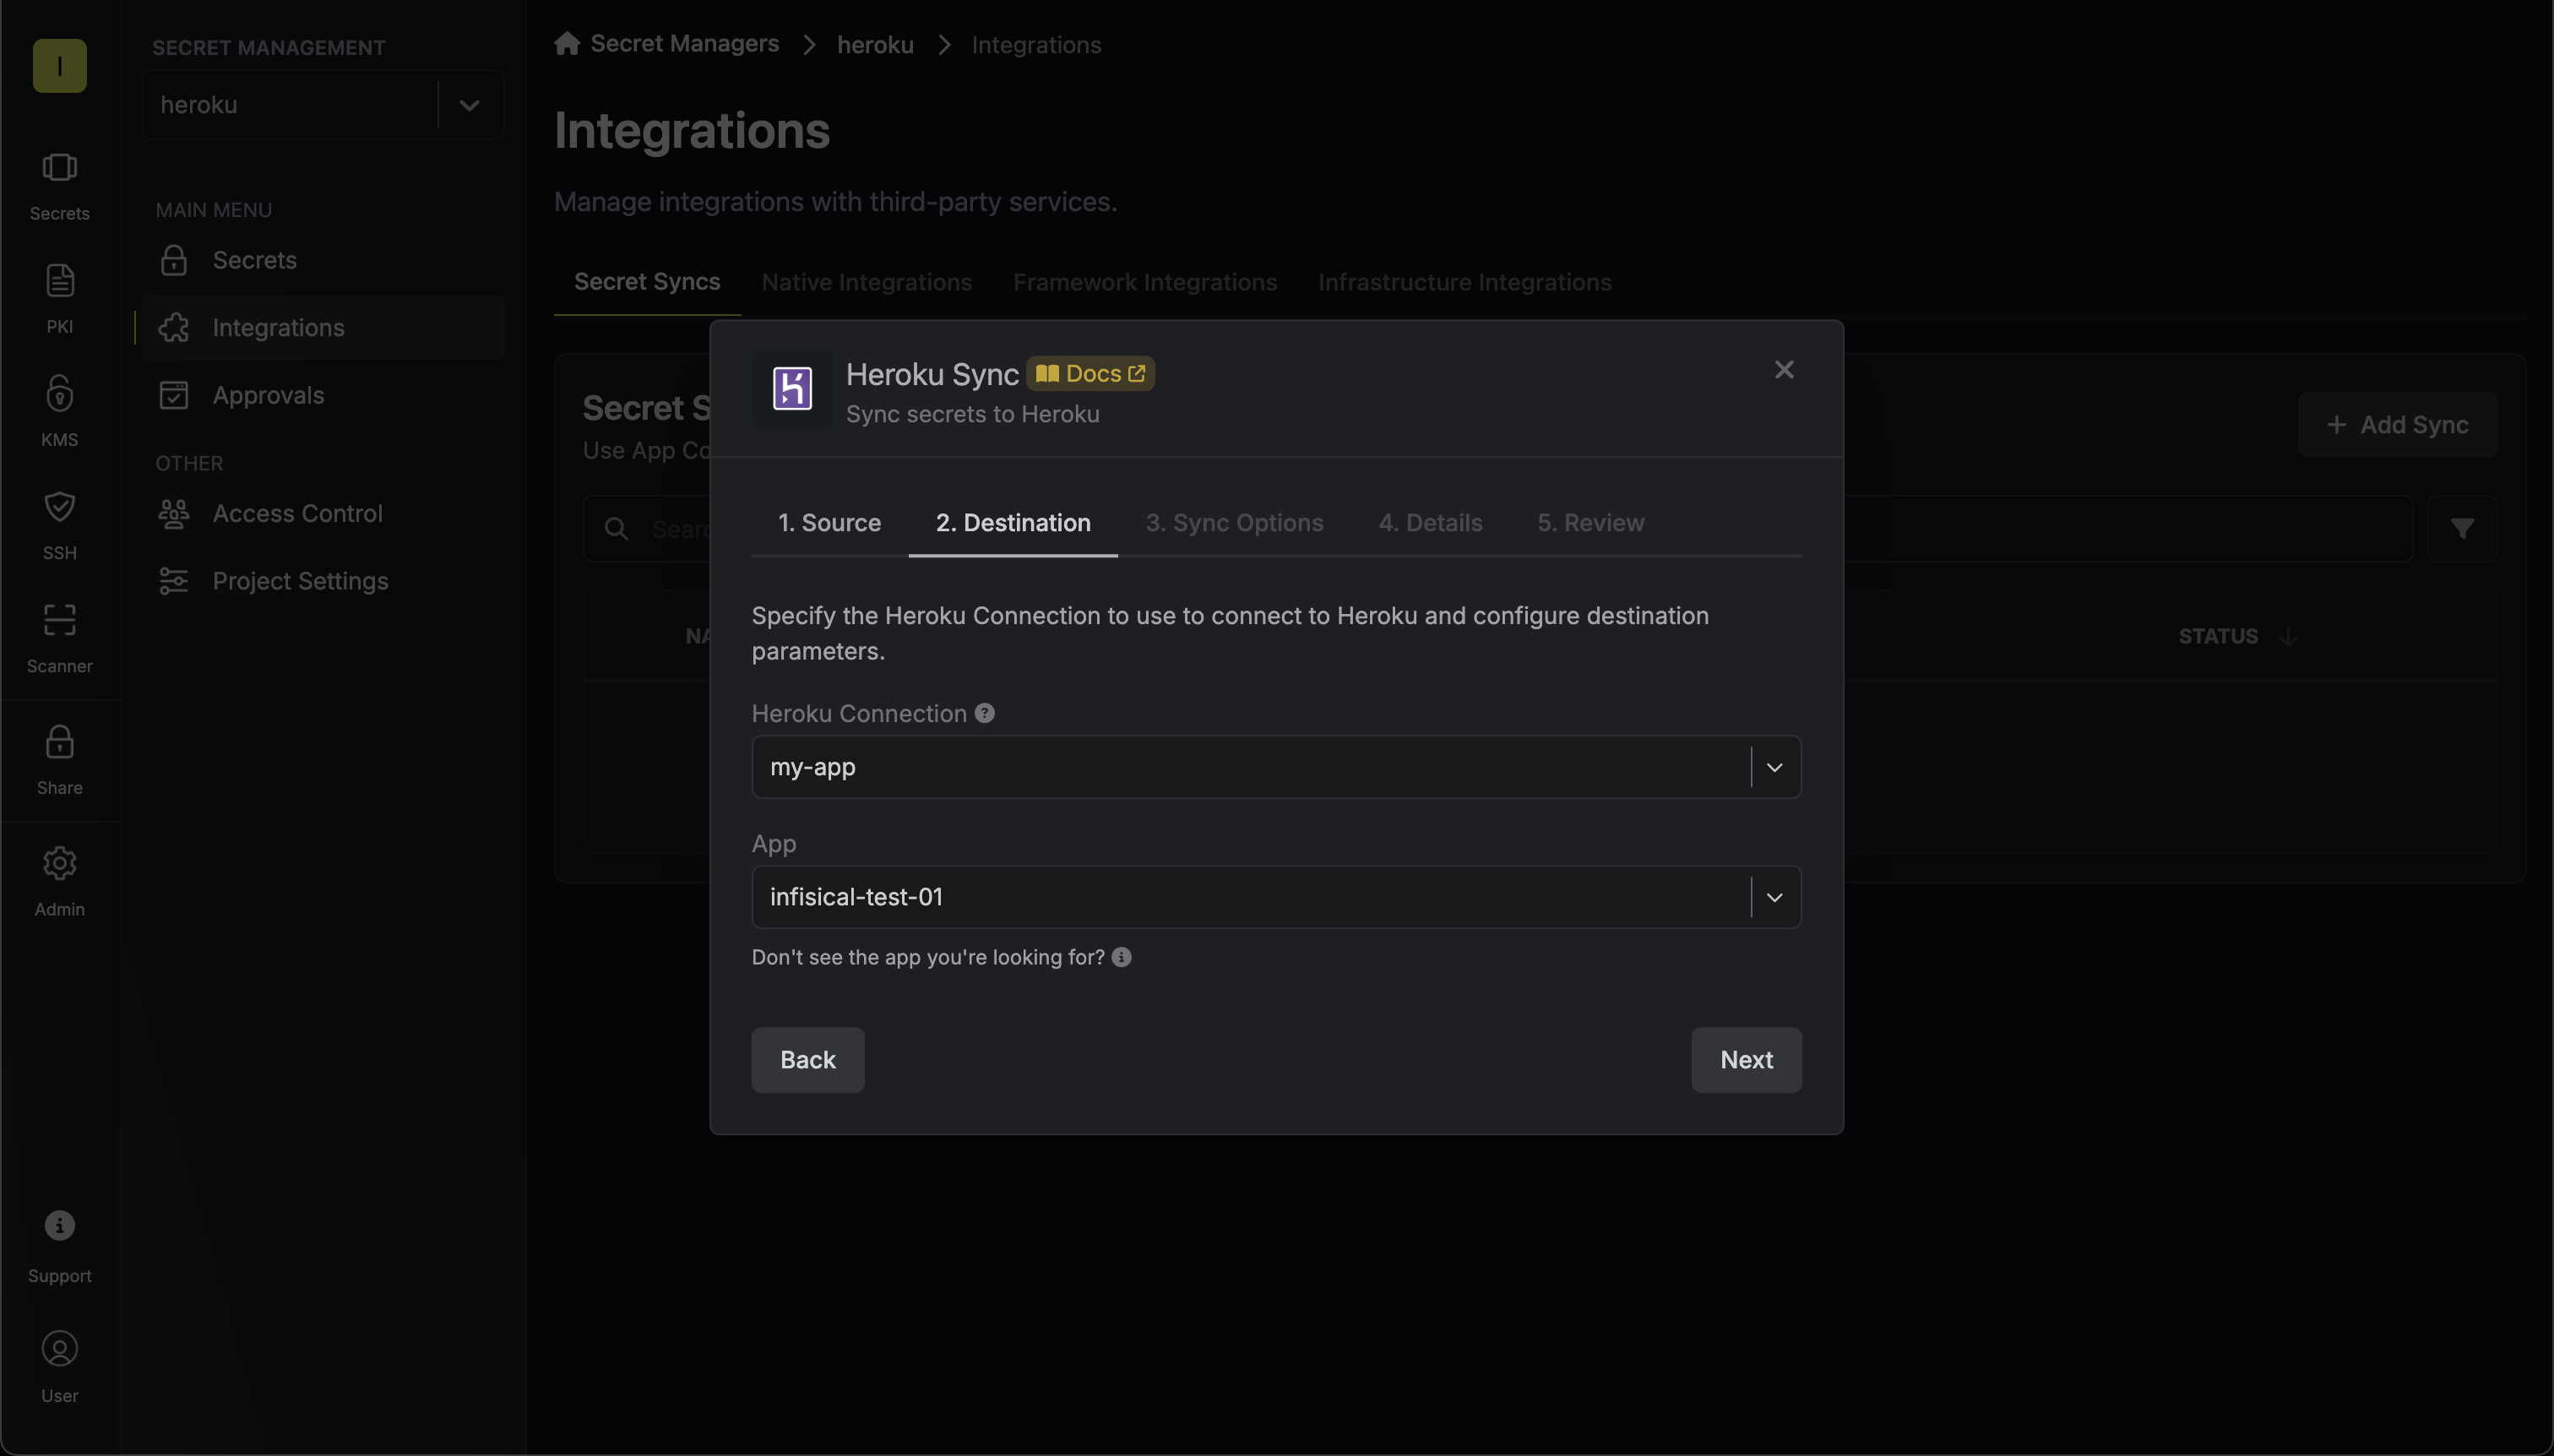 I
Secrets
PKI
KMS
SSH
Scanner
Share
Admin
Support
User
SECRET MANAGEMENT
heroku
MAIN MENU
Secrets
Integrations
Approvals
OTHER
Access Control
Project Settings
Secret Managers > heroku > Integrations
Integrations
Manage integrations with third-party services.
Secret Syncs Native Integrations Framework Integrations Infrastructure Integrations
Secret S
Use App Co
+ Add Sync
Searc
NA
STATUS
Heroku Sync Docs
Sync secrets to Heroku
1. Source 2. Destination 3. Sync Options 4. Details 5. Review
Specify the Heroku Connection to use to connect to Heroku and configure destination
parameters.
Heroku Connection
my-app
App
infisical-test-01
Don't see the app you're looking for?
Back
Next